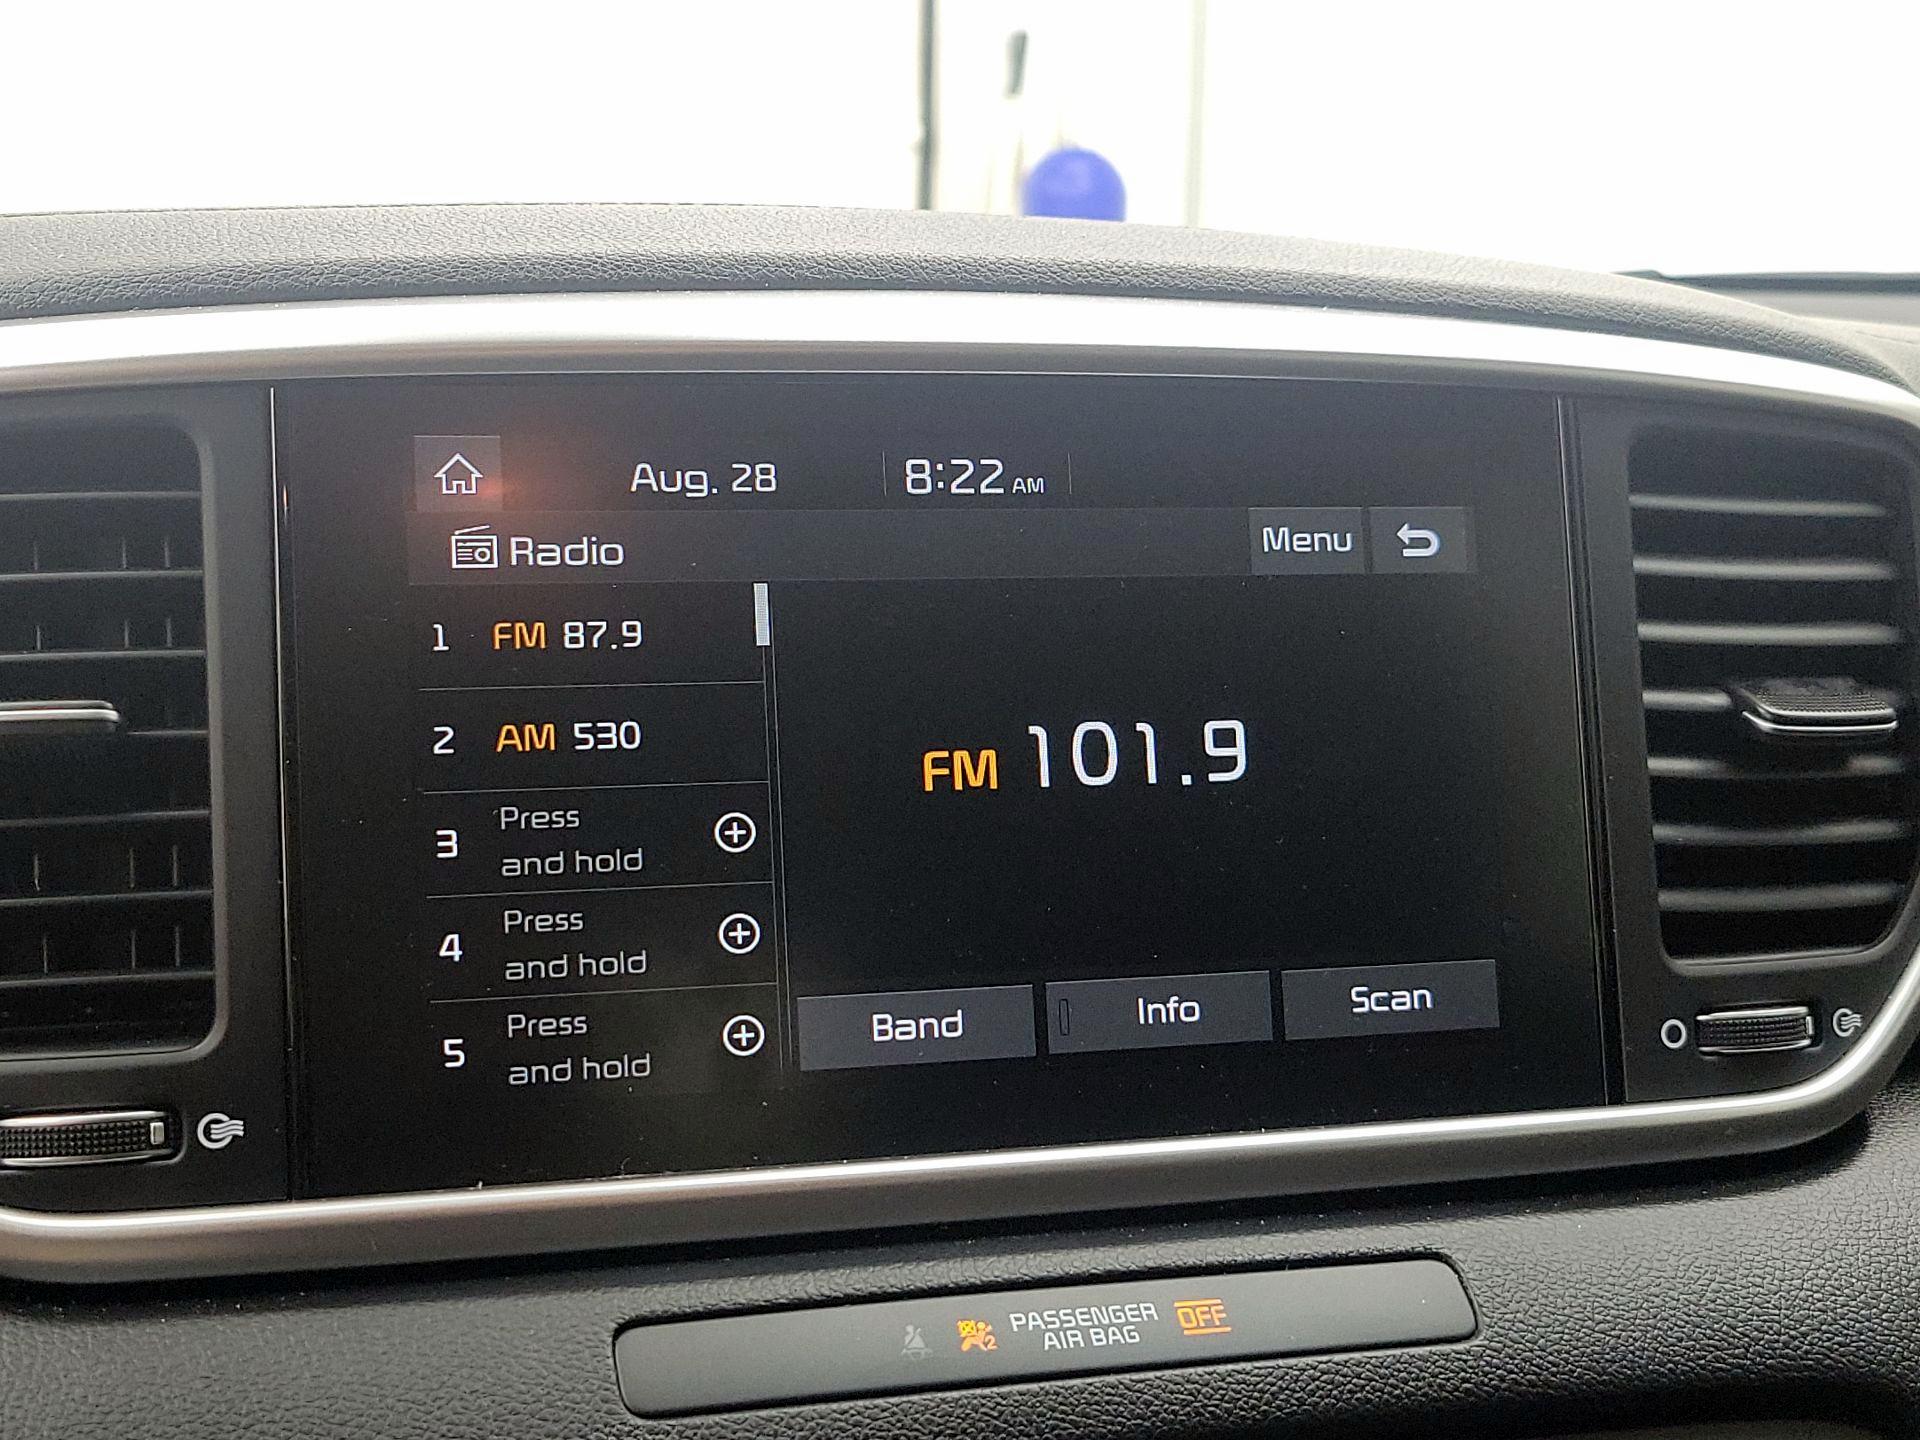 Aug. 28
8:22 AM
Radio
Menu
1 FM 87.9
2 AM 530
3 Press
and hold
4 Press
and hold
5 Press
and hold
FM 101.9
Band
Info
Scan
2 PASSENGER
AIR BAG
OFF